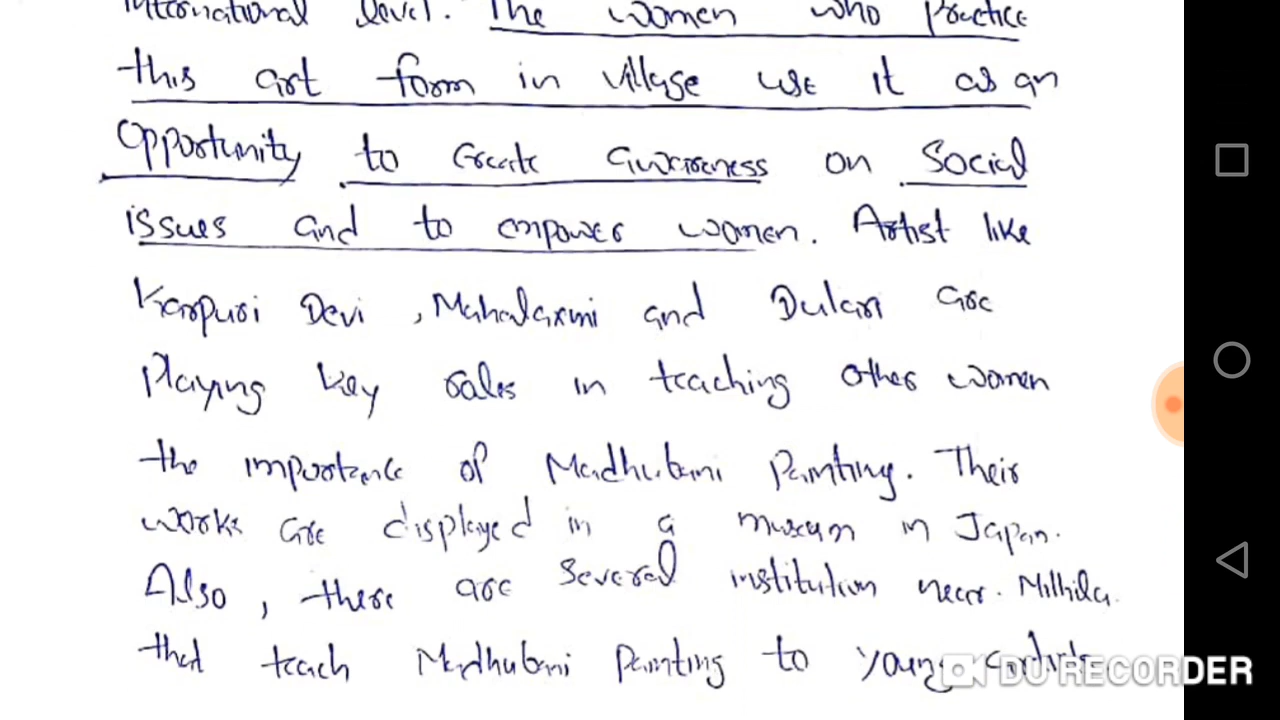 international level. The women who practice
this art form in village use it as an
Opportunity to Create awareness on Social
issues and to empower women. Artist like
Karpuri Devi, Mahalaxmi and Dulari are
Playing key roles in teaching other women
the importance of Madhubani Painting. Their
works are displayed in a museum in Japan.
Also, there are several institution near. Mithila.
that teach Madhubani Painting to young
DU RECORDER